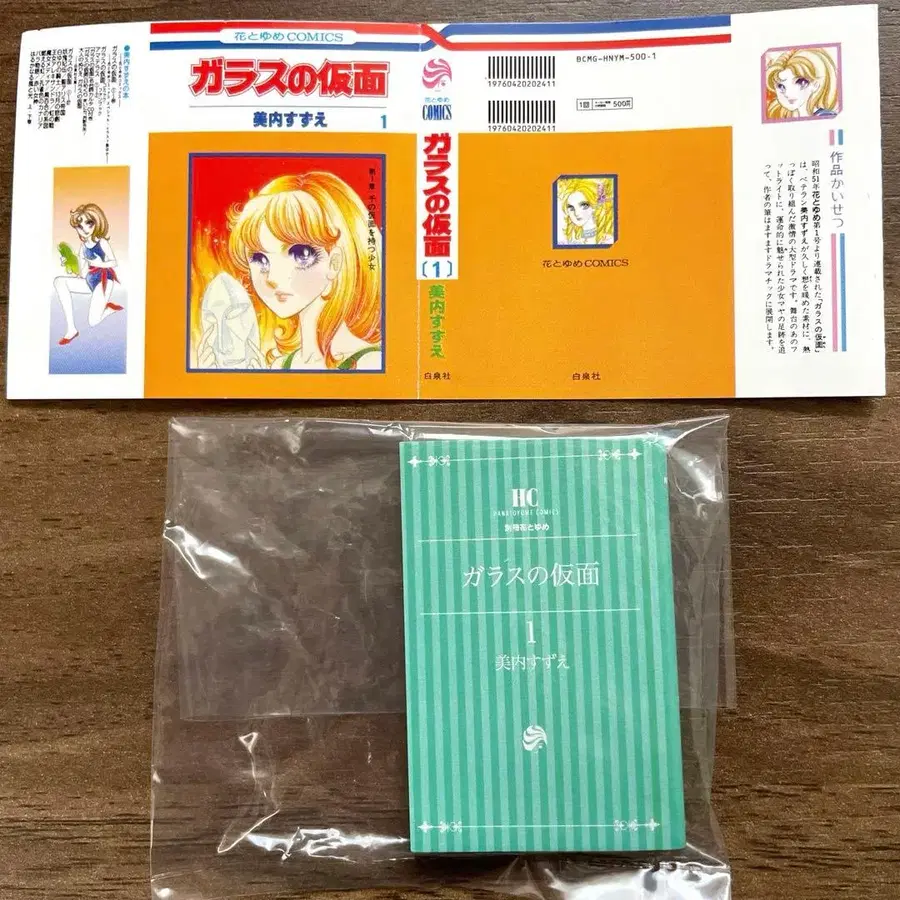 花とゆめCOMICS
ガラスの仮面
美内すずえ 1
第1章・千の仮面を持つ少女
●美内すずえの本
花とゆめ
COMICS
ガラスの仮面
〔1〕
美内すずえ
白泉社
BCMG-HNYM-500-1
19760420202411
19760420202411
1回
500円
花とゆめCOMICS
白泉社
作品かいせつ
昭和51年花とゆめ第1号より連載された「ガラスの仮面」
は、ベテラン美内すずえが久しく想を暖めた素材に、熱
っぽく取り組んだ激情の大型ドラマです。舞台のあのフ
ットライトに、運命的に魅せられた少女マヤの足跡を追
って、作者の筆はますますドラマチックに展開します。
HC
HANATOYUME COMICS
別冊花とゆめ
ガラスの仮面
1
美内すずえ